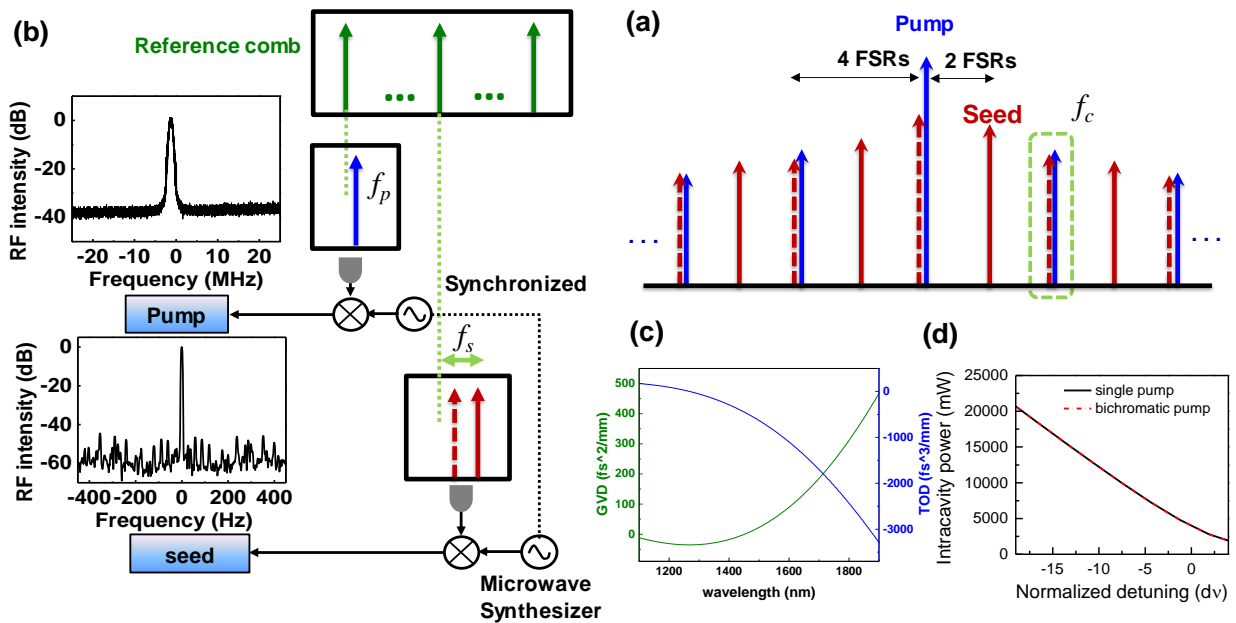 (b)
Reference comb
RF intensity (dB)
0
-20
-40
-20 -10 0 10 20
Frequency (MHz)
f_p
Synchronized
Pump
RF intensity (dB)
0
-20
-40
-60
-400 -200 0 200 400
Frequency (Hz)
f_s
seed
Microwave
Synthesizer
(a)
Pump
4 FSRs 2 FSRs
Seed
f_c
(c)
GVD (fs^2/mm)
500
400
300
200
100
0
0
-1000
-2000
-3000
TOD (fs^3/mm)
1200 1400 1600 1800
wavelength (nm)
(d)
Intracavity power (mW)
25000
20000
15000
10000
5000
0
single pump
bichromatic pump
-15 -10 -5 0
Normalized detuning (dν)